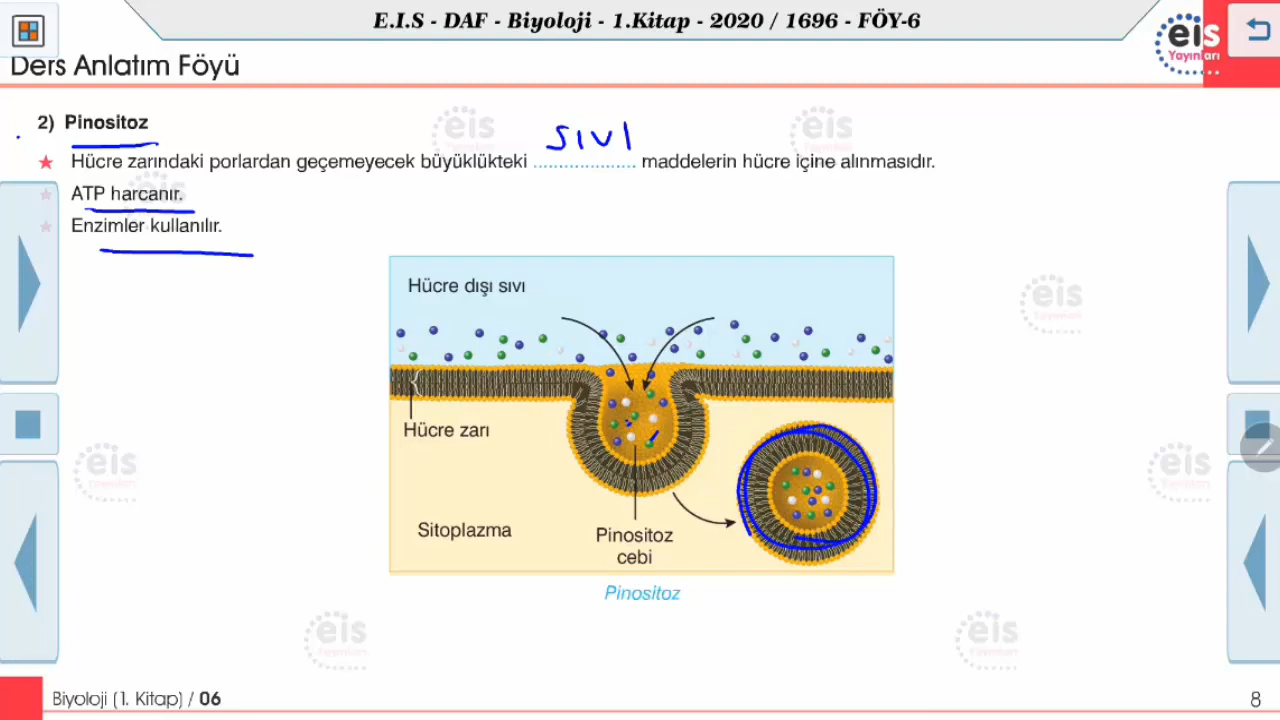 E.I.S - DAF - Biyoloji - 1.Kitap - 2020 / 1696 - FÖY-6
eis
Yayınları
Ders Anlatım Föyü
2) Pinositoz
sıvı
Hücre zarındaki porlardan geçemeyecek büyüklükteki .................... maddelerin hücre içine alınmasıdır.
ATP harcanır.
Enzimler kullanılır.
Hücre dışı sıvı
Hücre zarı
Sitoplazma
Pinositoz
cebi
Pinositoz
Biyoloji (1. Kitap) / 06
8